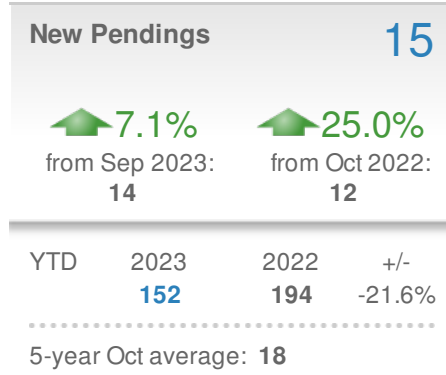 New Pendings 15
7.1% 25.0%
from Sep 2023: from Oct 2022:
14 12
YTD 2023 2022 +/-
152 194 -21.6%
5-year Oct average: 18